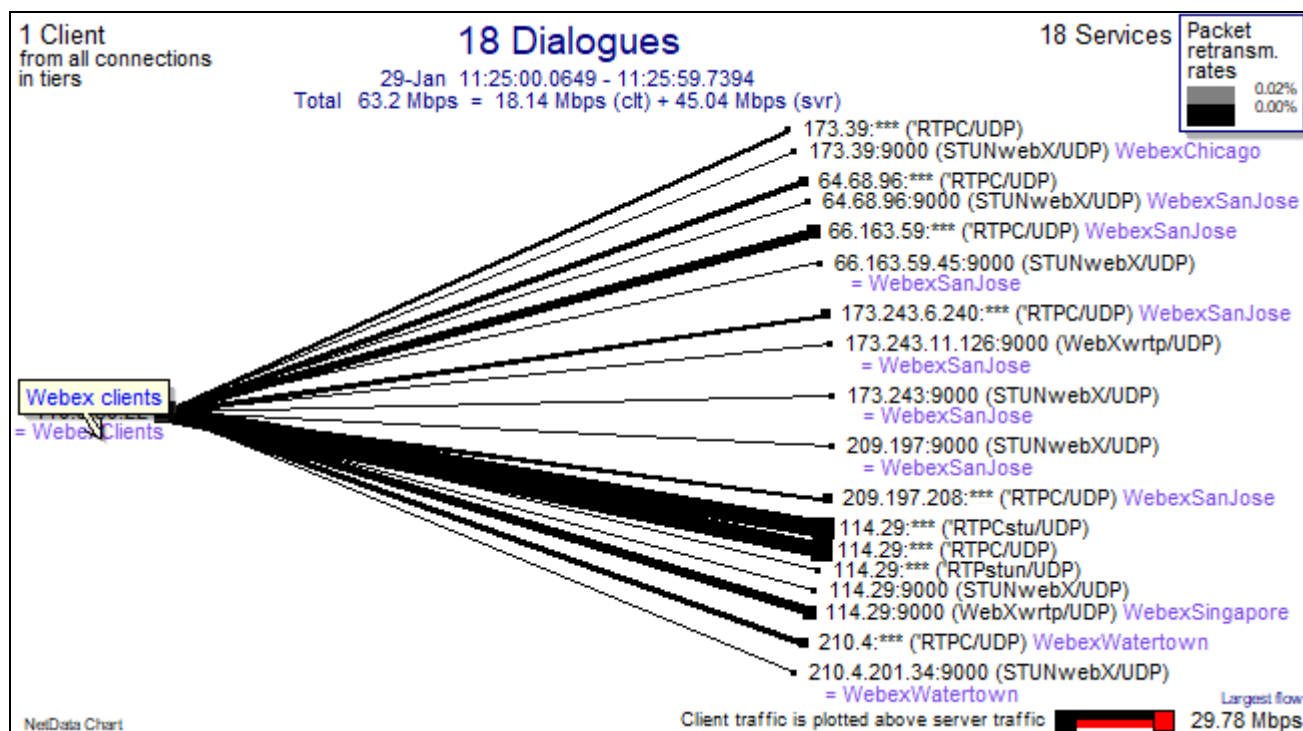 1 Client
from all connections
in tiers
18 Dialogues
29-Jan 11:25:00.0649 - 11:25:59.7394
Total 63.2 Mbps = 18.14 Mbps (clt) + 45.04 Mbps (svr)
18 Services
Packet
retransm.
rates
0.02%
0.00%
173.39:*** ('RTPC/UDP)
173.39:9000 (STUNwebX/UDP) WebexChicago
64.68.96:*** ('RTPC/UDP)
64.68.96:9000 (STUNwebX/UDP) WebexSanJose
66.163.59:*** ('RTPC/UDP) WebexSanJose
66.163.59.45:9000 (STUNwebX/UDP)
= WebexSanJose
173.243.6.240:*** ('RTPC/UDP) WebexSanJose
173.243.11.126:9000 (WebXwrtp/UDP)
= WebexSanJose
Webex clients
= WebexClients
173.243:9000 (STUNwebX/UDP)
= WebexSanJose
209.197:9000 (STUNwebX/UDP)
= WebexSanJose
209.197.208:*** ('RTPC/UDP) WebexSanJose
114.29:*** ('RTPCstu/UDP)
114.29:*** ('RTPC/UDP)
114.29:*** ('RTPstun/UDP)
114.29:9000 (STUNwebX/UDP)
114.29:9000 (WebXwrtp/UDP) WebexSingapore
210.4:*** ('RTPC/UDP) WebexWatertown
210.4.201.34:9000 (STUNwebX/UDP)
= WebexWatertown
Largest flow
Client traffic is plotted above server traffic 29.78 Mbps
NetData Chart